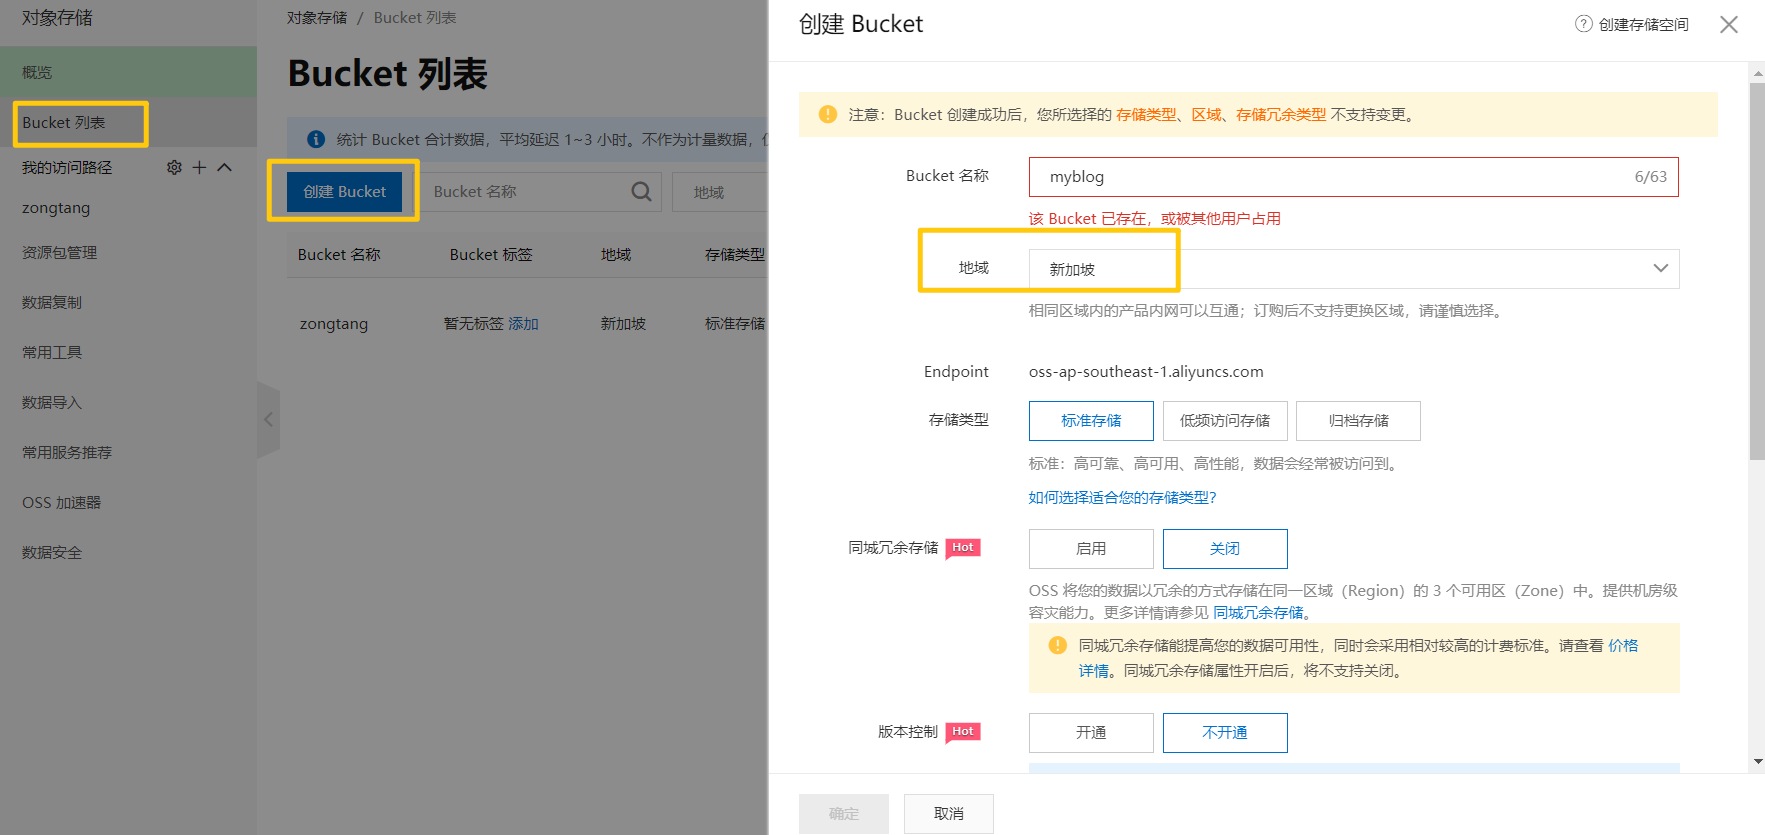 对象存储
概览
Bucket 列表
我的访问路径
zongtang
资源包管理
数据复制
常用工具
数据导入
常用服务推荐
OSS 加速器
数据安全
对象存储 / Bucket 列表
Bucket 列表
统计 Bucket 合计数据，平均延迟 1~3 小时。不作为计量数据，
创建 Bucket
Bucket 名称
地域
Bucket 名称 Bucket 标签 地域 存储类型
zongtang 暂无标签 添加 新加坡 标准存储
创建 Bucket
创建存储空间
注意：Bucket 创建成功后，您所选择的 存储类型、区域、存储冗余类型 不支持变更。
Bucket 名称 myblog 6/63
该 Bucket 已存在，或被其他用户占用
地域 新加坡
相同区域内的产品内网可以互通；订购后不支持更换区域，请谨慎选择。
Endpoint oss-ap-southeast-1.aliyuncs.com
存储类型 标准存储 低频访问存储 归档存储
标准：高可靠、高可用、高性能，数据会经常被访问到。
如何选择适合您的存储类型？
同城冗余存储 Hot 启用 关闭
OSS 将您的数据以冗余的方式存储在同一区域（Region）的 3 个可用区（Zone）中。提供机房级
容灾能力。更多详情请参见 同城冗余存储。
同城冗余存储能提高您的数据可用性，同时会采用相对较高的计费标准。请查看 价格
详情。同城冗余存储属性开启后，将不支持关闭。
版本控制 Hot 开通 不开通
确定 取消